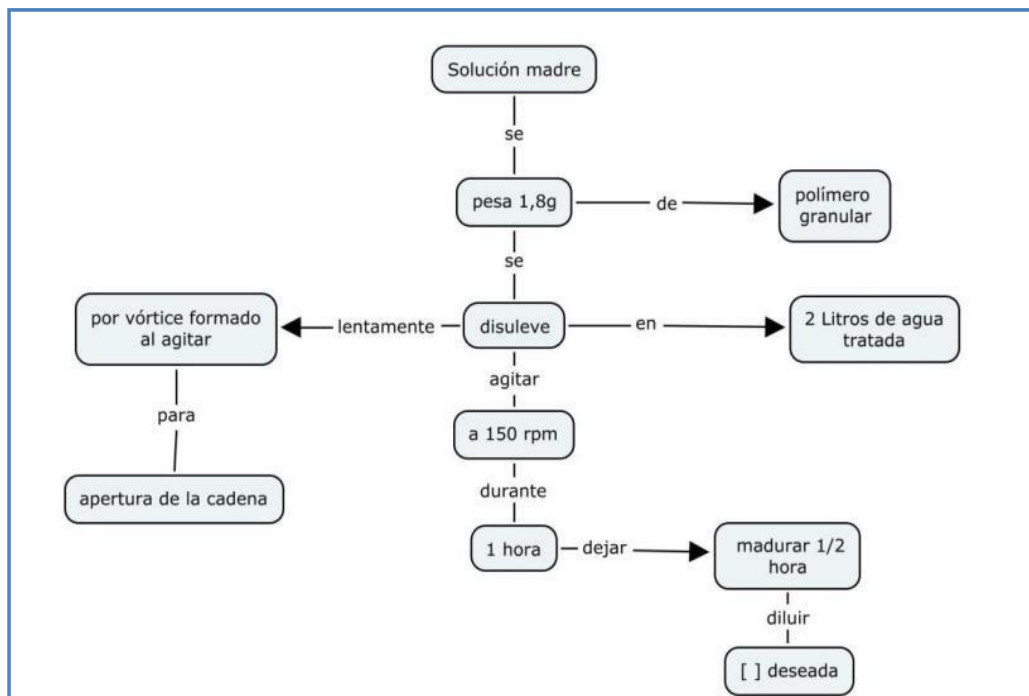 Solución madre
se
pesa 1,8g
de
polímero
granular
se
por vórtice formado
al agitar
lentamente
disuleve
en
2 Litros de agua
tratada
agitar
para
a 150 rpm
apertura de la cadena
durante
1 hora
dejar
madurar 1/2
hora
diluir
[ ] deseada